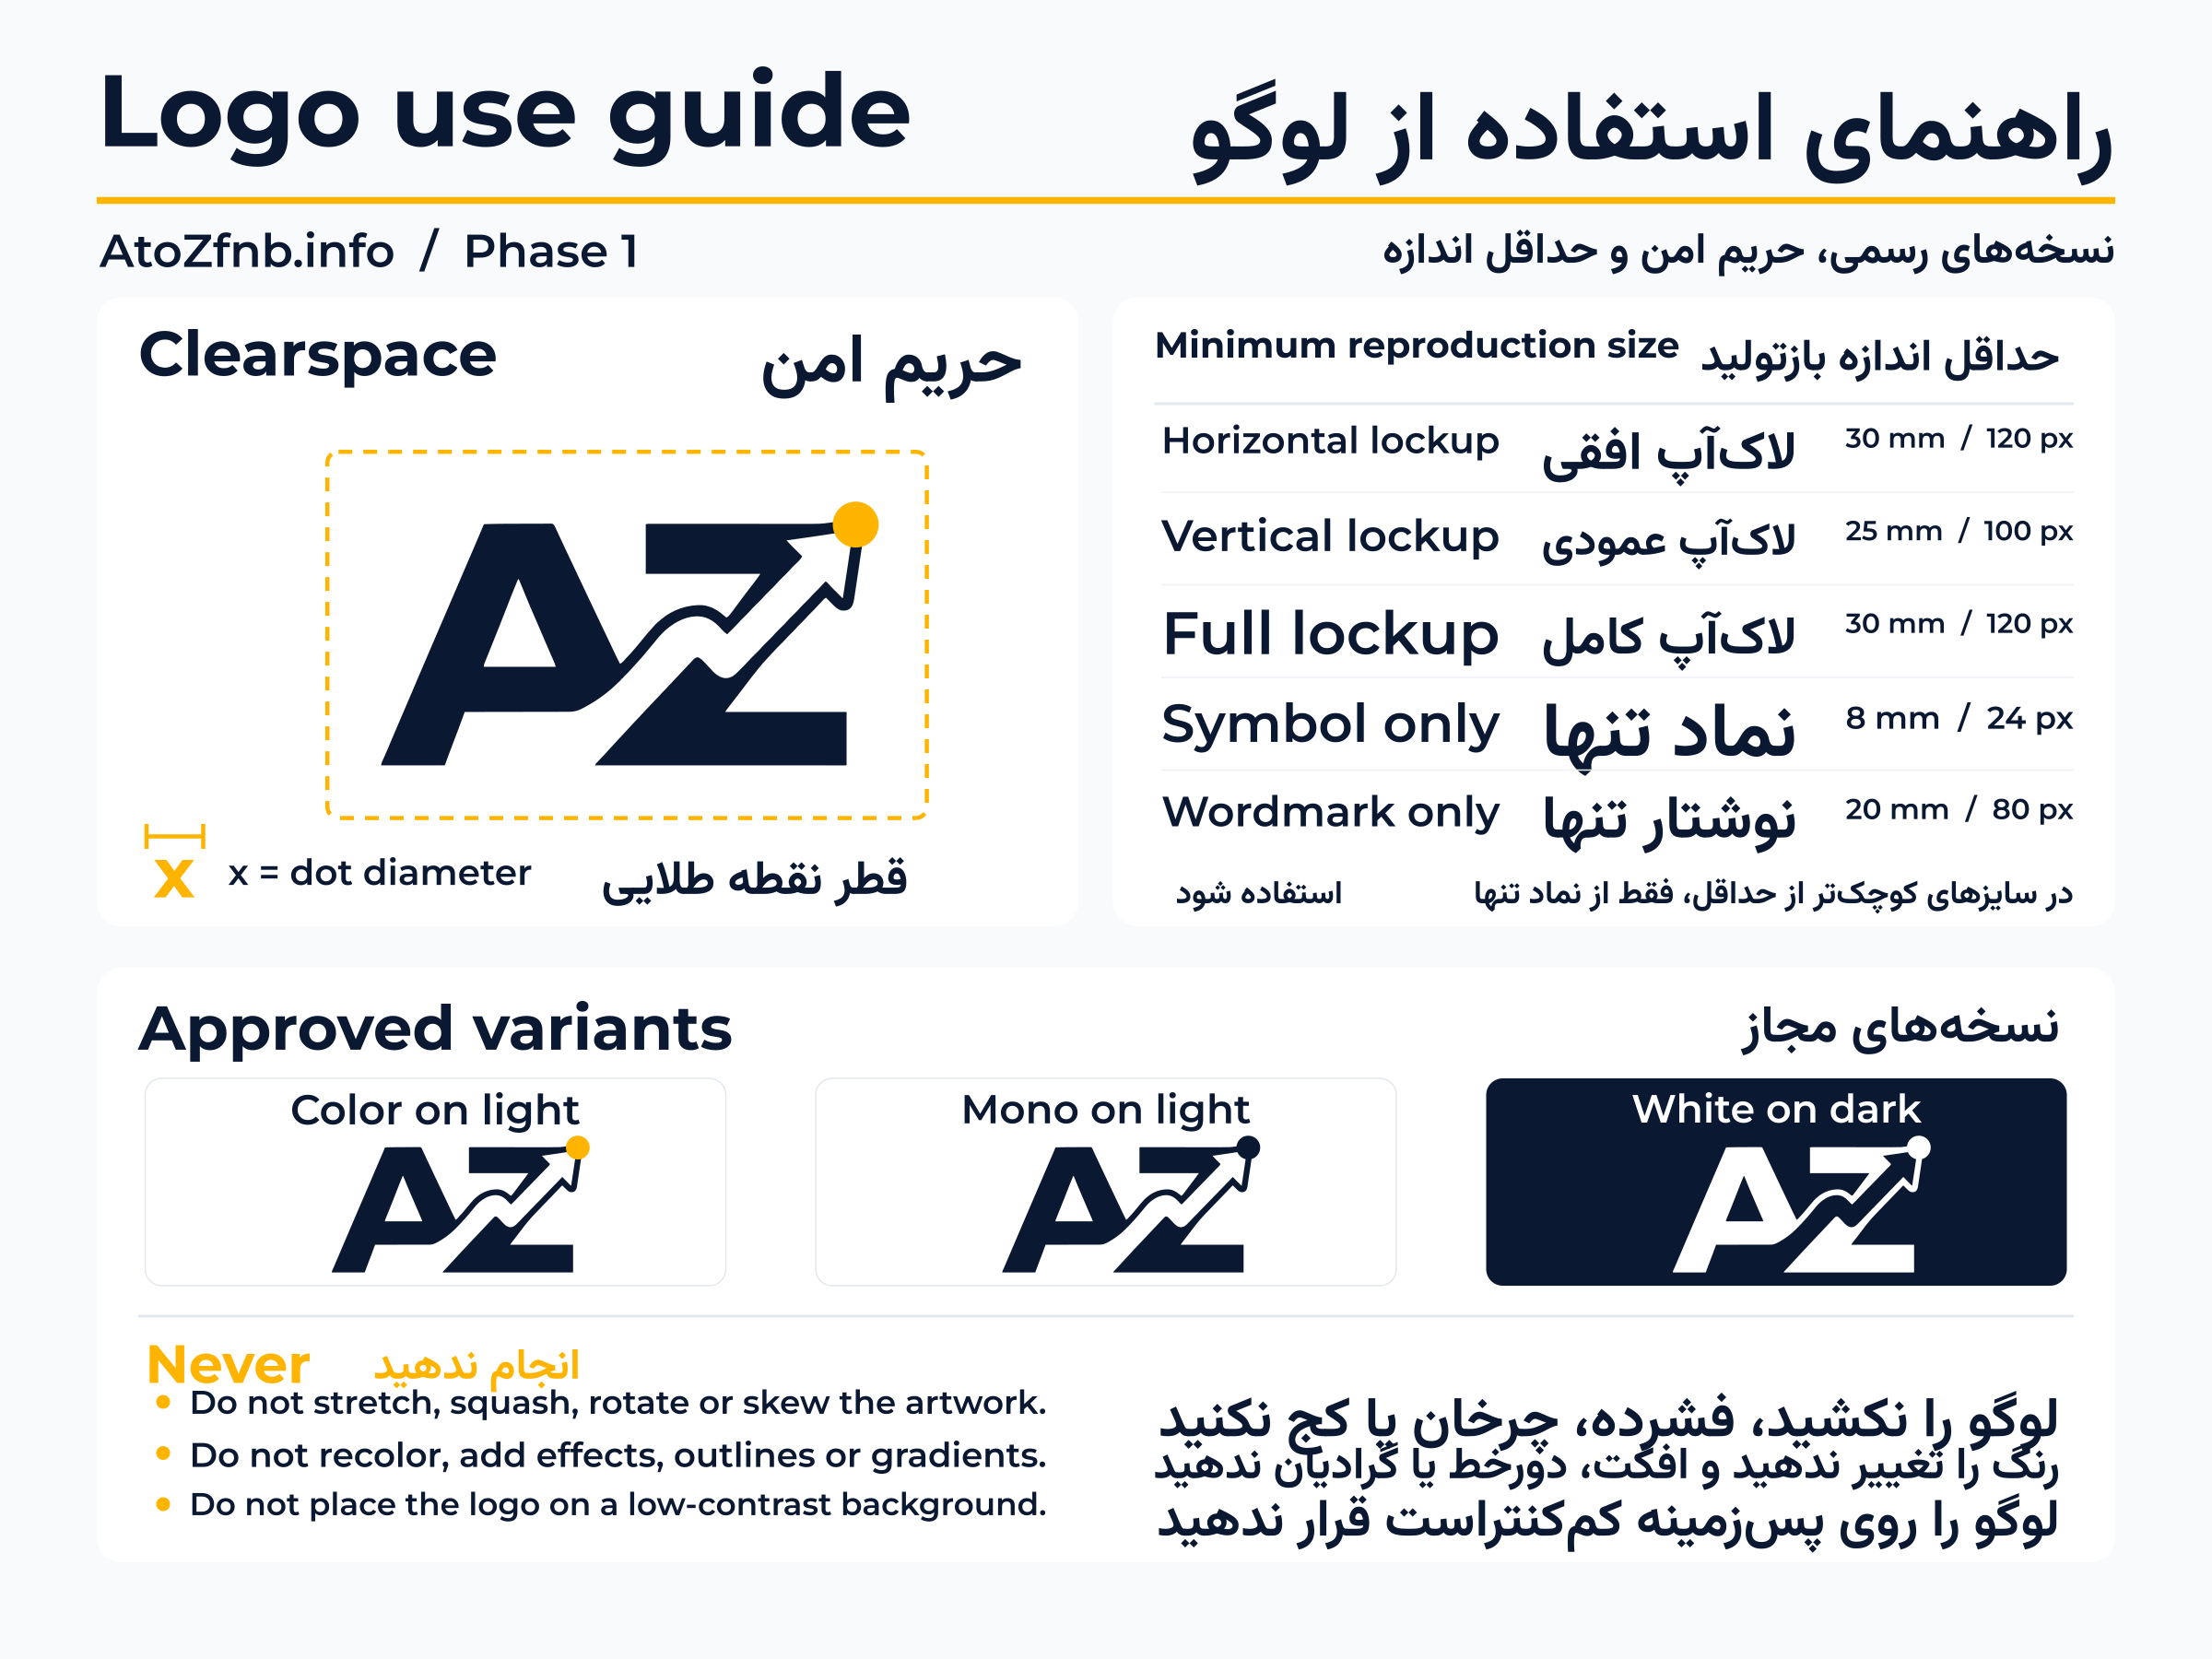 Logo use guide
راهنمای استفاده از لوگو
AtoZfnb.info / Phase 1
نسخه‌های رسمی، حریم امن و حداقل اندازه
Clearspace
حریم امن
AZ
x
x = dot diameter
قطر نقطه طلایی
Minimum reproduction size
حداقل اندازه بازتولید
Horizontal lockup
لاک‌آپ افقی
30 mm / 120 px
Vertical lockup
لاک‌آپ عمودی
25 mm / 100 px
Full lockup
لاک‌آپ کامل
30 mm / 120 px
Symbol only
نماد تنها
8 mm / 24 px
Wordmark only
نوشتار تنها
20 mm / 80 px
در سایزهای کوچک‌تر از حداقل، فقط از نماد تنها
استفاده شود
Approved variants
نسخه‌های مجاز
Color on light
AZ
Mono on light
AZ
White on dark
AZ
Never
انجام ندهید
Do not stretch, squash, rotate or skew the artwork.
لوگو را نکشید، فشرده، چرخان یا کج نکنید
Do not recolor, add effects, outlines or gradients.
رنگ را تغییر ندهید و افکت، دورخط یا گرادیان ندهید
Do not place the logo on a low-contrast background.
لوگو را روی پس‌زمینه کم‌کنتراست قرار ندهید